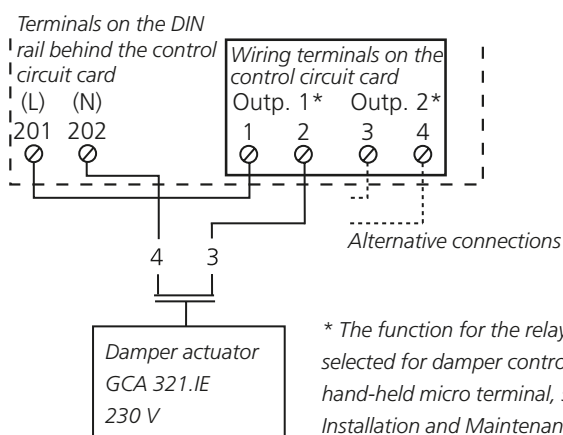 Terminals on the DIN
rail behind the control
circuit card
Wiring terminals on the
control circuit card
(L) (N)
Outp. 1* Outp. 2*
201 202
1 2 3 4
Alternative connections
4 3
Damper actuator
GCA 321.IE
230 V
* The function for the relay
selected for damper contro
hand-held micro terminal,
Installation and Maintenan